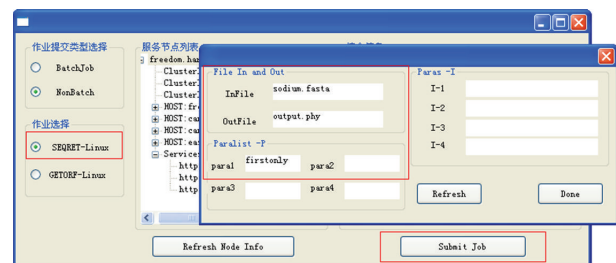 作业提交类型选择
BatchJob
NonBatch
作业选择
SEQRET-Linux
GETORF-Linux
服务节点列表
freedom.ha
Cluster
Cluster
Cluster
HOST:fr
HOST:ca
HOST:ca
HOST:ea
Services
http
http
http
File In and Out
InFile sodium.fasta
OutFile output.phy
Paralist -P
para1 firstonly para2
para3 para4
Paras -I
I-1
I-2
I-3
I-4
Refresh Done
Refresh Node Info Submit Job